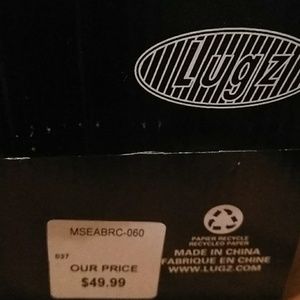 Lugz
MSEABRC-060
037
OUR PRICE
$49.99
PAPIER RECYCLE
RECYCLED PAPER
MADE IN CHINA
FABRIQUE EN CHINE
WWW.LUGZ.COM